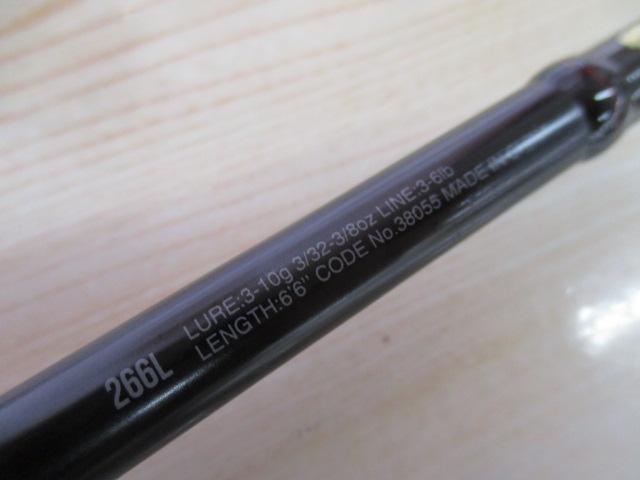 266L
LURE:3-10g 3/32-3/8oz LINE:3-6lb
LENGTH:6'6" CODE No.38055 MADE IN